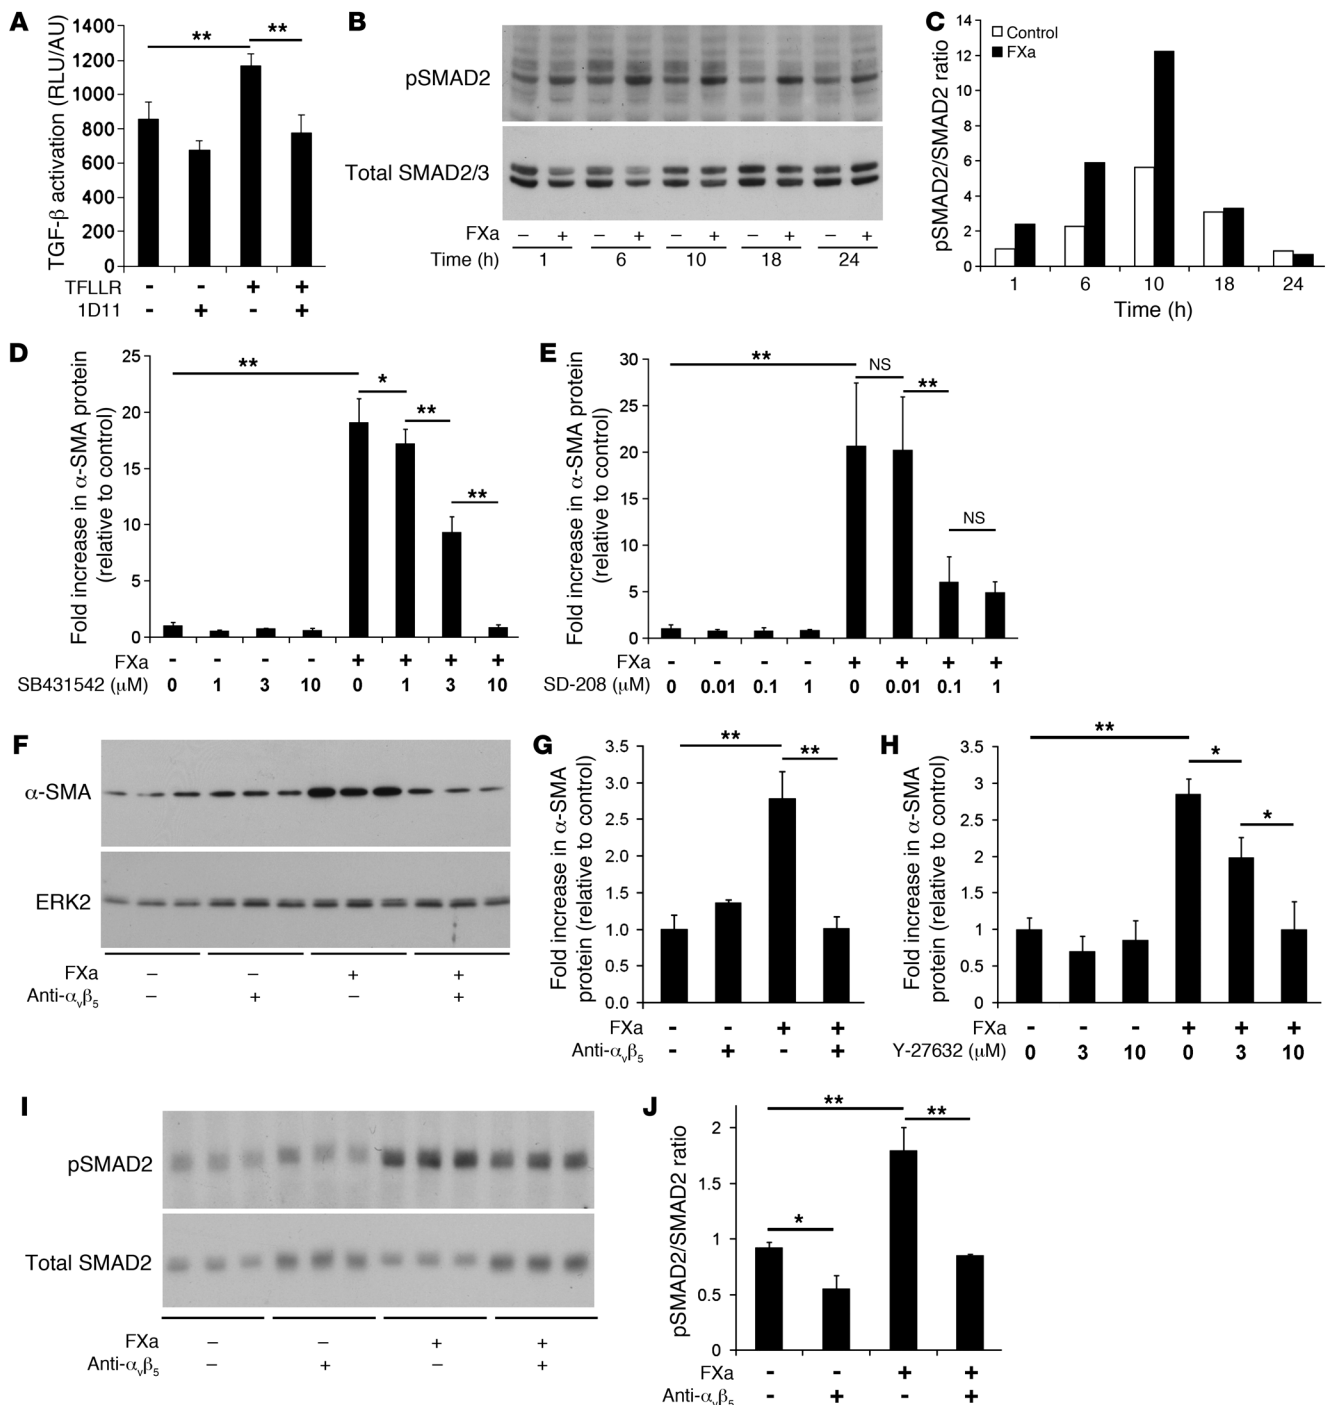 A
TGF-β activation (RLU/AU)
1400
1200
1000
800
600
400
200
0
**
**
TFLLR - - + +
1D11 - + - +
B
pSMAD2
Total SMAD2/3
FXa – + – + – + – + – +
Time (h) 1 6 10 18 24
C
pSMAD2/SMAD2 ratio
14
12
10
8
6
4
2
0
Control
FXa
1 6 10 18 24
Time (h)
D
Fold increase in α-SMA protein
(relative to control)
25
20
15
10
5
0
**
*
**
**
FXa - - - - + + + +
SB431542 (μM) 0 1 3 10 0 1 3 10
E
Fold increase in α-SMA protein
(relative to control)
30
25
20
15
10
5
0
**
NS
**
NS
FXa - - - - + + + +
SD-208 (μM) 0 0.01 0.1 1 0 0.01 0.1 1
F
α-SMA
ERK2
FXa – – + +
Anti-αvβ5 – + – +
G
Fold increase in α-SMA
protein (relative to control)
3.5
3.0
2.5
2.0
1.5
1.0
0.5
0.0
**
**
FXa - - + +
Anti-αvβ5 - + - +
H
Fold increase in α-SMA
protein (relative to control)
3.5
3
2.5
2
1.5
1
0.5
0
**
*
*
FXa - - - + + +
Y-27632 (μM) 0 3 10 0 3 10
I
pSMAD2
Total SMAD2
FXa – – + +
Anti-αvβ5 – + – +
J
pSMAD2/SMAD2 ratio
2
1.5
1
0.5
0
**
**
*
FXa - - + +
Anti-αvβ5 - + - +